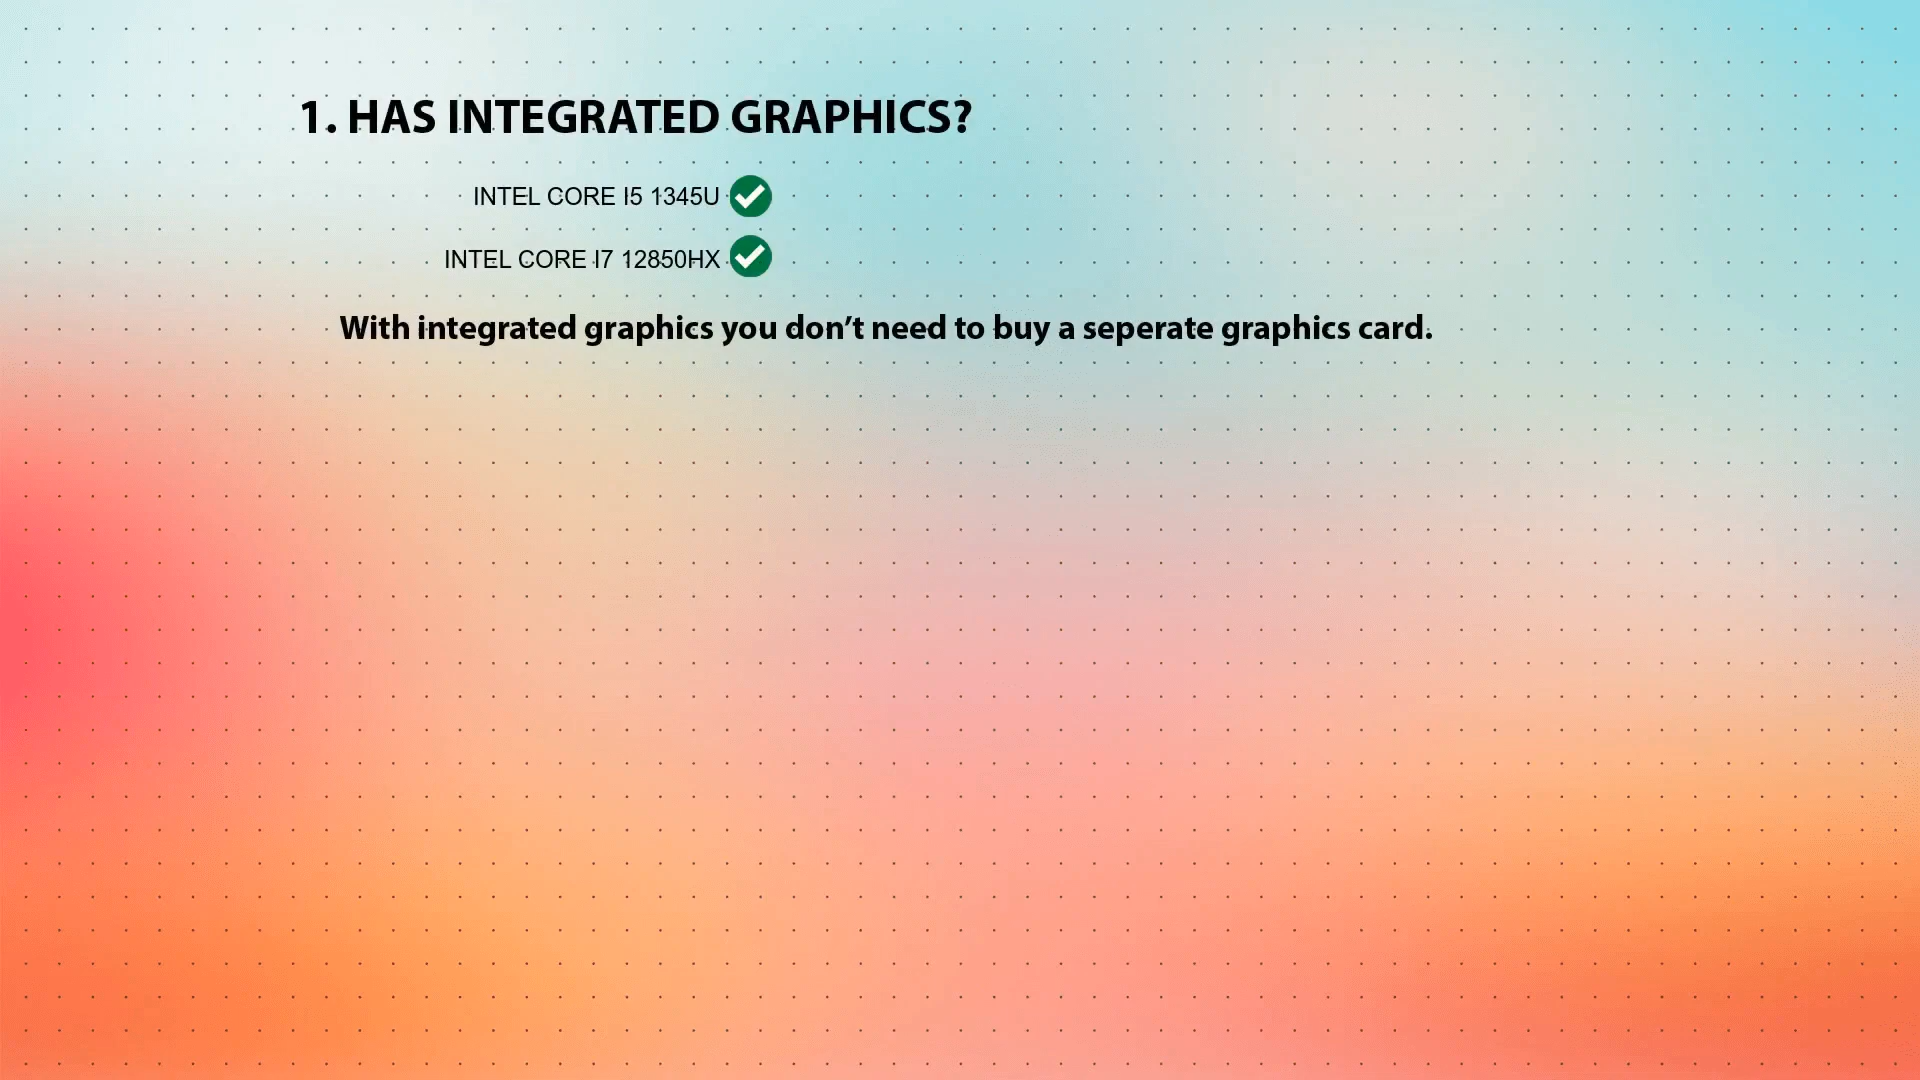 1. HAS INTEGRATED GRAPHICS?
INTEL CORE I5 1345U
INTEL CORE I7 12850HX
With integrated graphics you don’t need to buy a seperate graphics card.